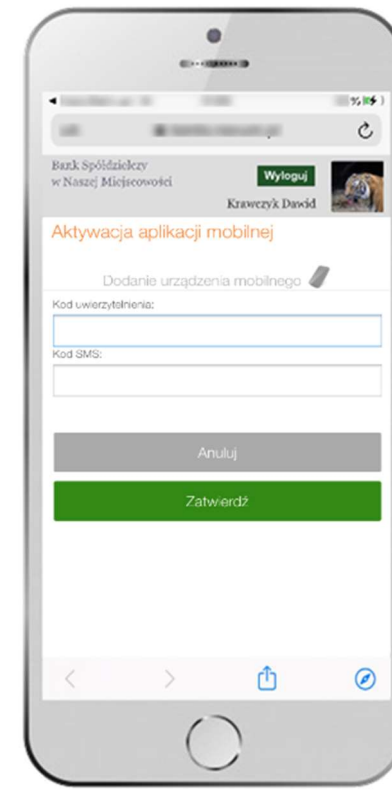 Bank Spółdzielczy
w Naszej Miejscowości
Wyloguj
Krawczyk Dawid
Aktywacja aplikacji mobilnej
Dodanie urządzenia mobilnego
Kod uwierzytelnienia:
Kod SMS:
Anuluj
Zatwierdź